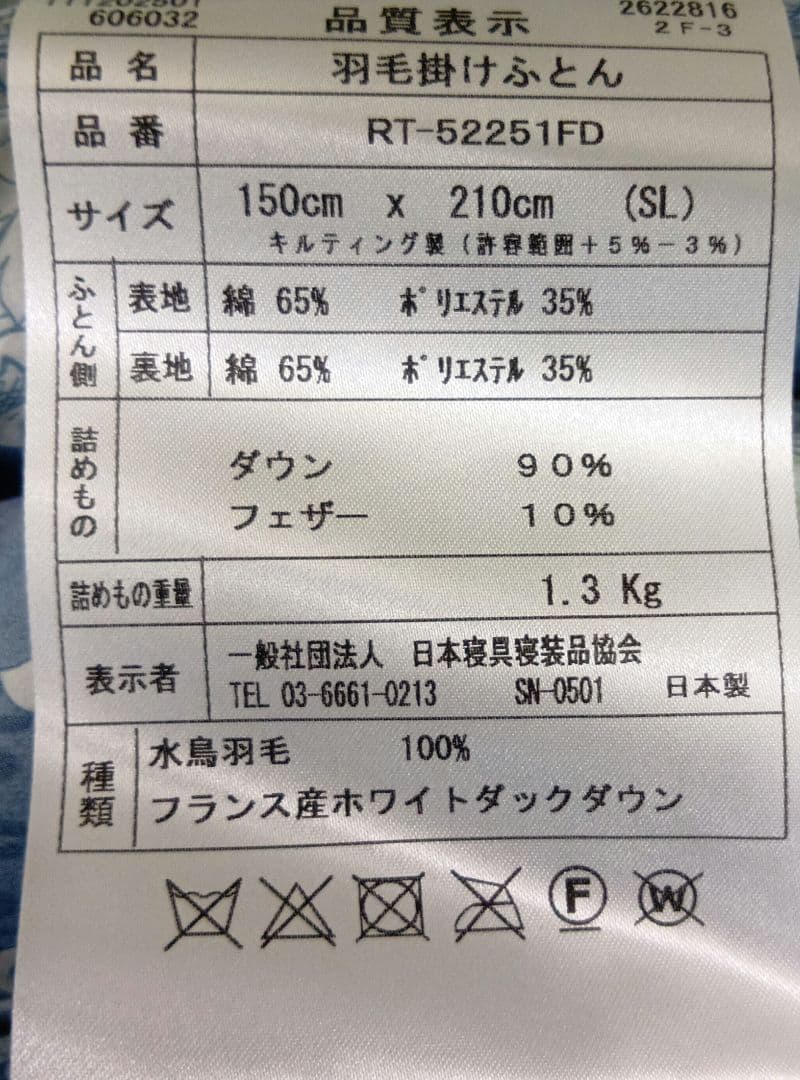 606032
品質表示
2622816
2F-3
品名 羽毛掛けふとん
品番 RT-52251FD
サイズ 150cm x 210cm (SL)
キルティング製(許容範囲+5%-3%)
ふとん側 表地 綿 65% ポリエステル 35%
裏地 綿 65% ポリエステル 35%
詰めもの ダウン 90%
フェザー 10%
詰めもの重量 1.3 Kg
表示者 一般社団法人 日本寝具寝装品協会
TEL 03-6661-0213 SN-0501 日本製
種類 水鳥羽毛 100%
フランス産ホワイトダックダウン
F W